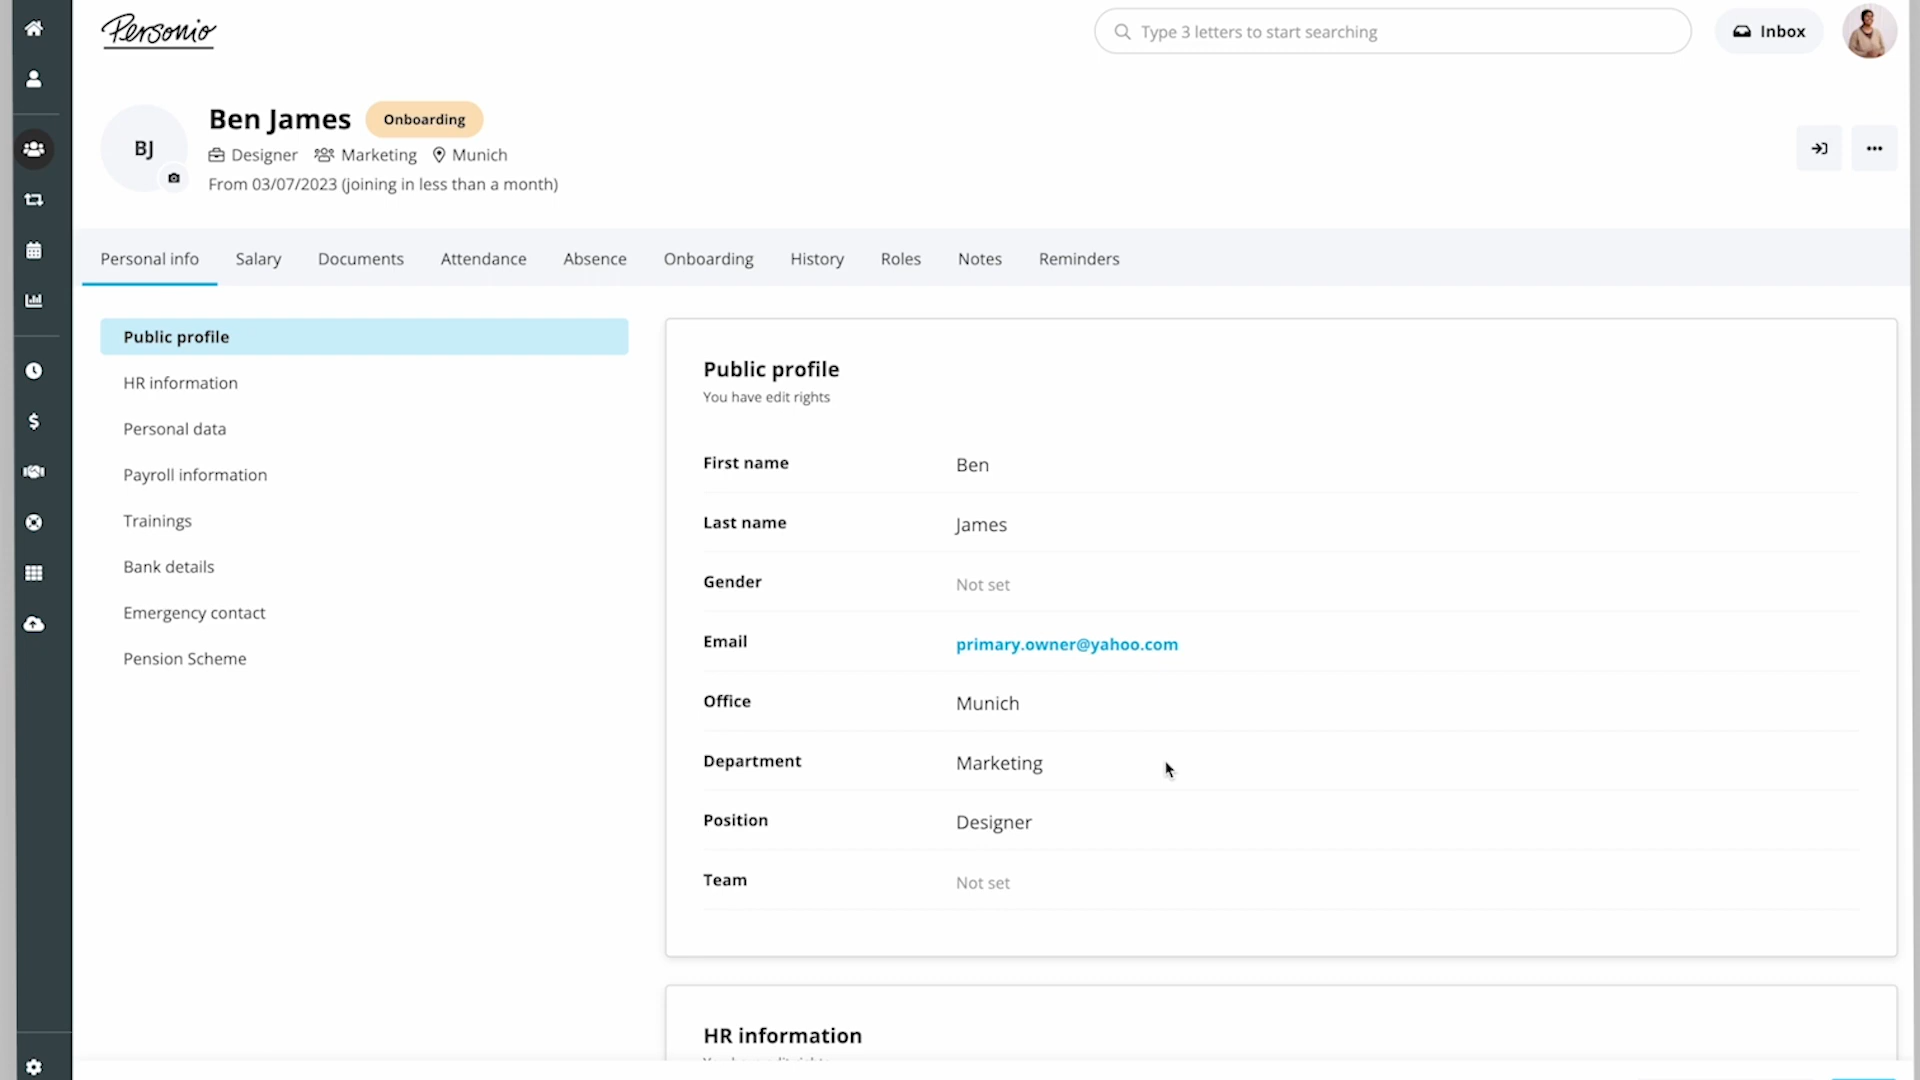 Personio
Type 3 letters to start searching
Inbox
BJ
Ben James
Onboarding
Designer Marketing Munich
From 03/07/2023 (joining in less than a month)
Personal info Salary Documents Attendance Absence Onboarding History Roles Notes Reminders
Public profile
HR information
Personal data
Payroll information
Trainings
Bank details
Emergency contact
Pension Scheme
Public profile
You have edit rights
First name Ben
Last name James
Gender Not set
Email primary.owner@yahoo.com
Office Munich
Department Marketing
Position Designer
Team Not set
HR information